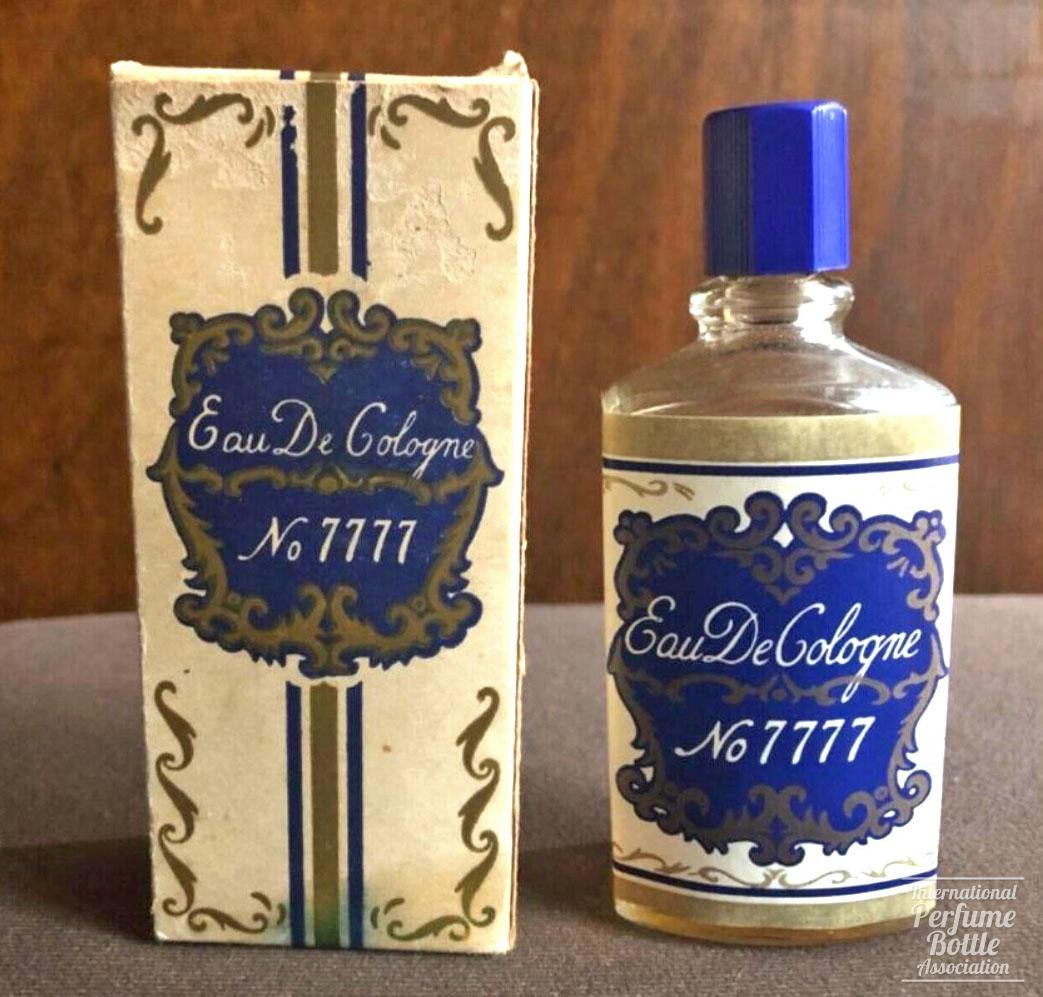 Eau De Cologne
No 7777
Eau De Cologne
No 7777
International
Perfume
Bottle
Association